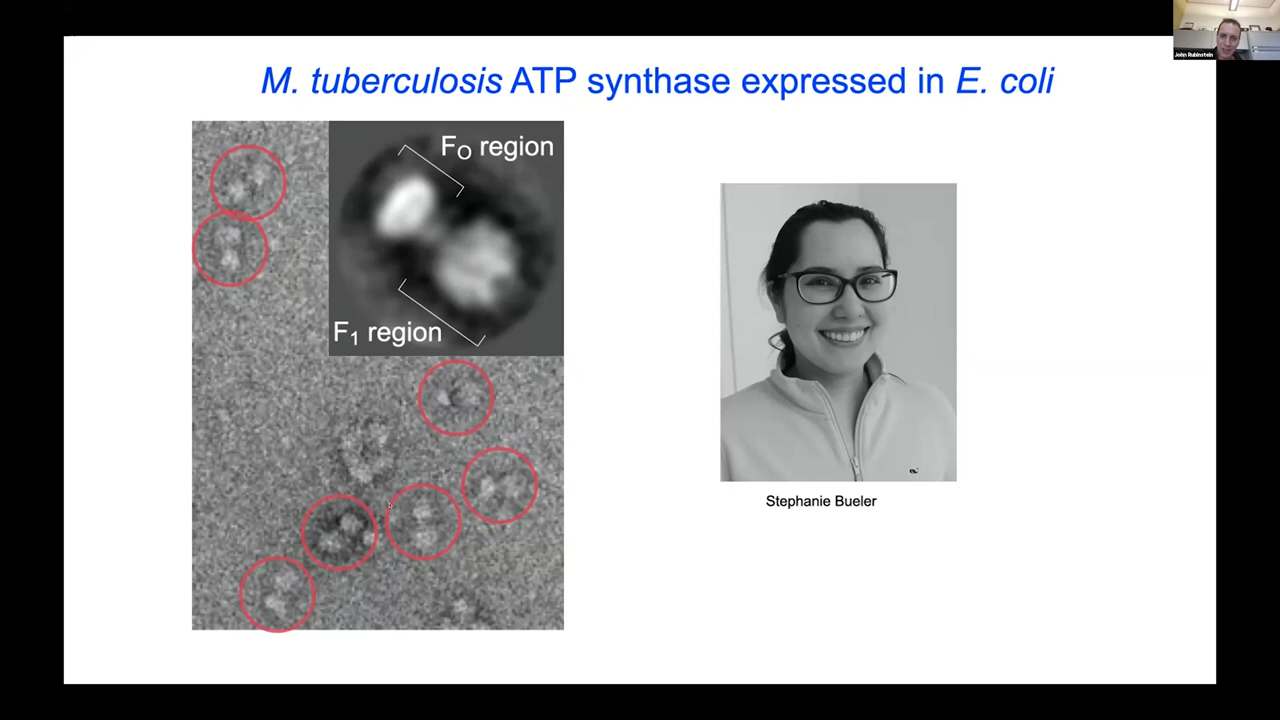 John Rubinstein
M. tuberculosis ATP synthase expressed in E. coli
FO region
F1 region
Stephanie Bueler